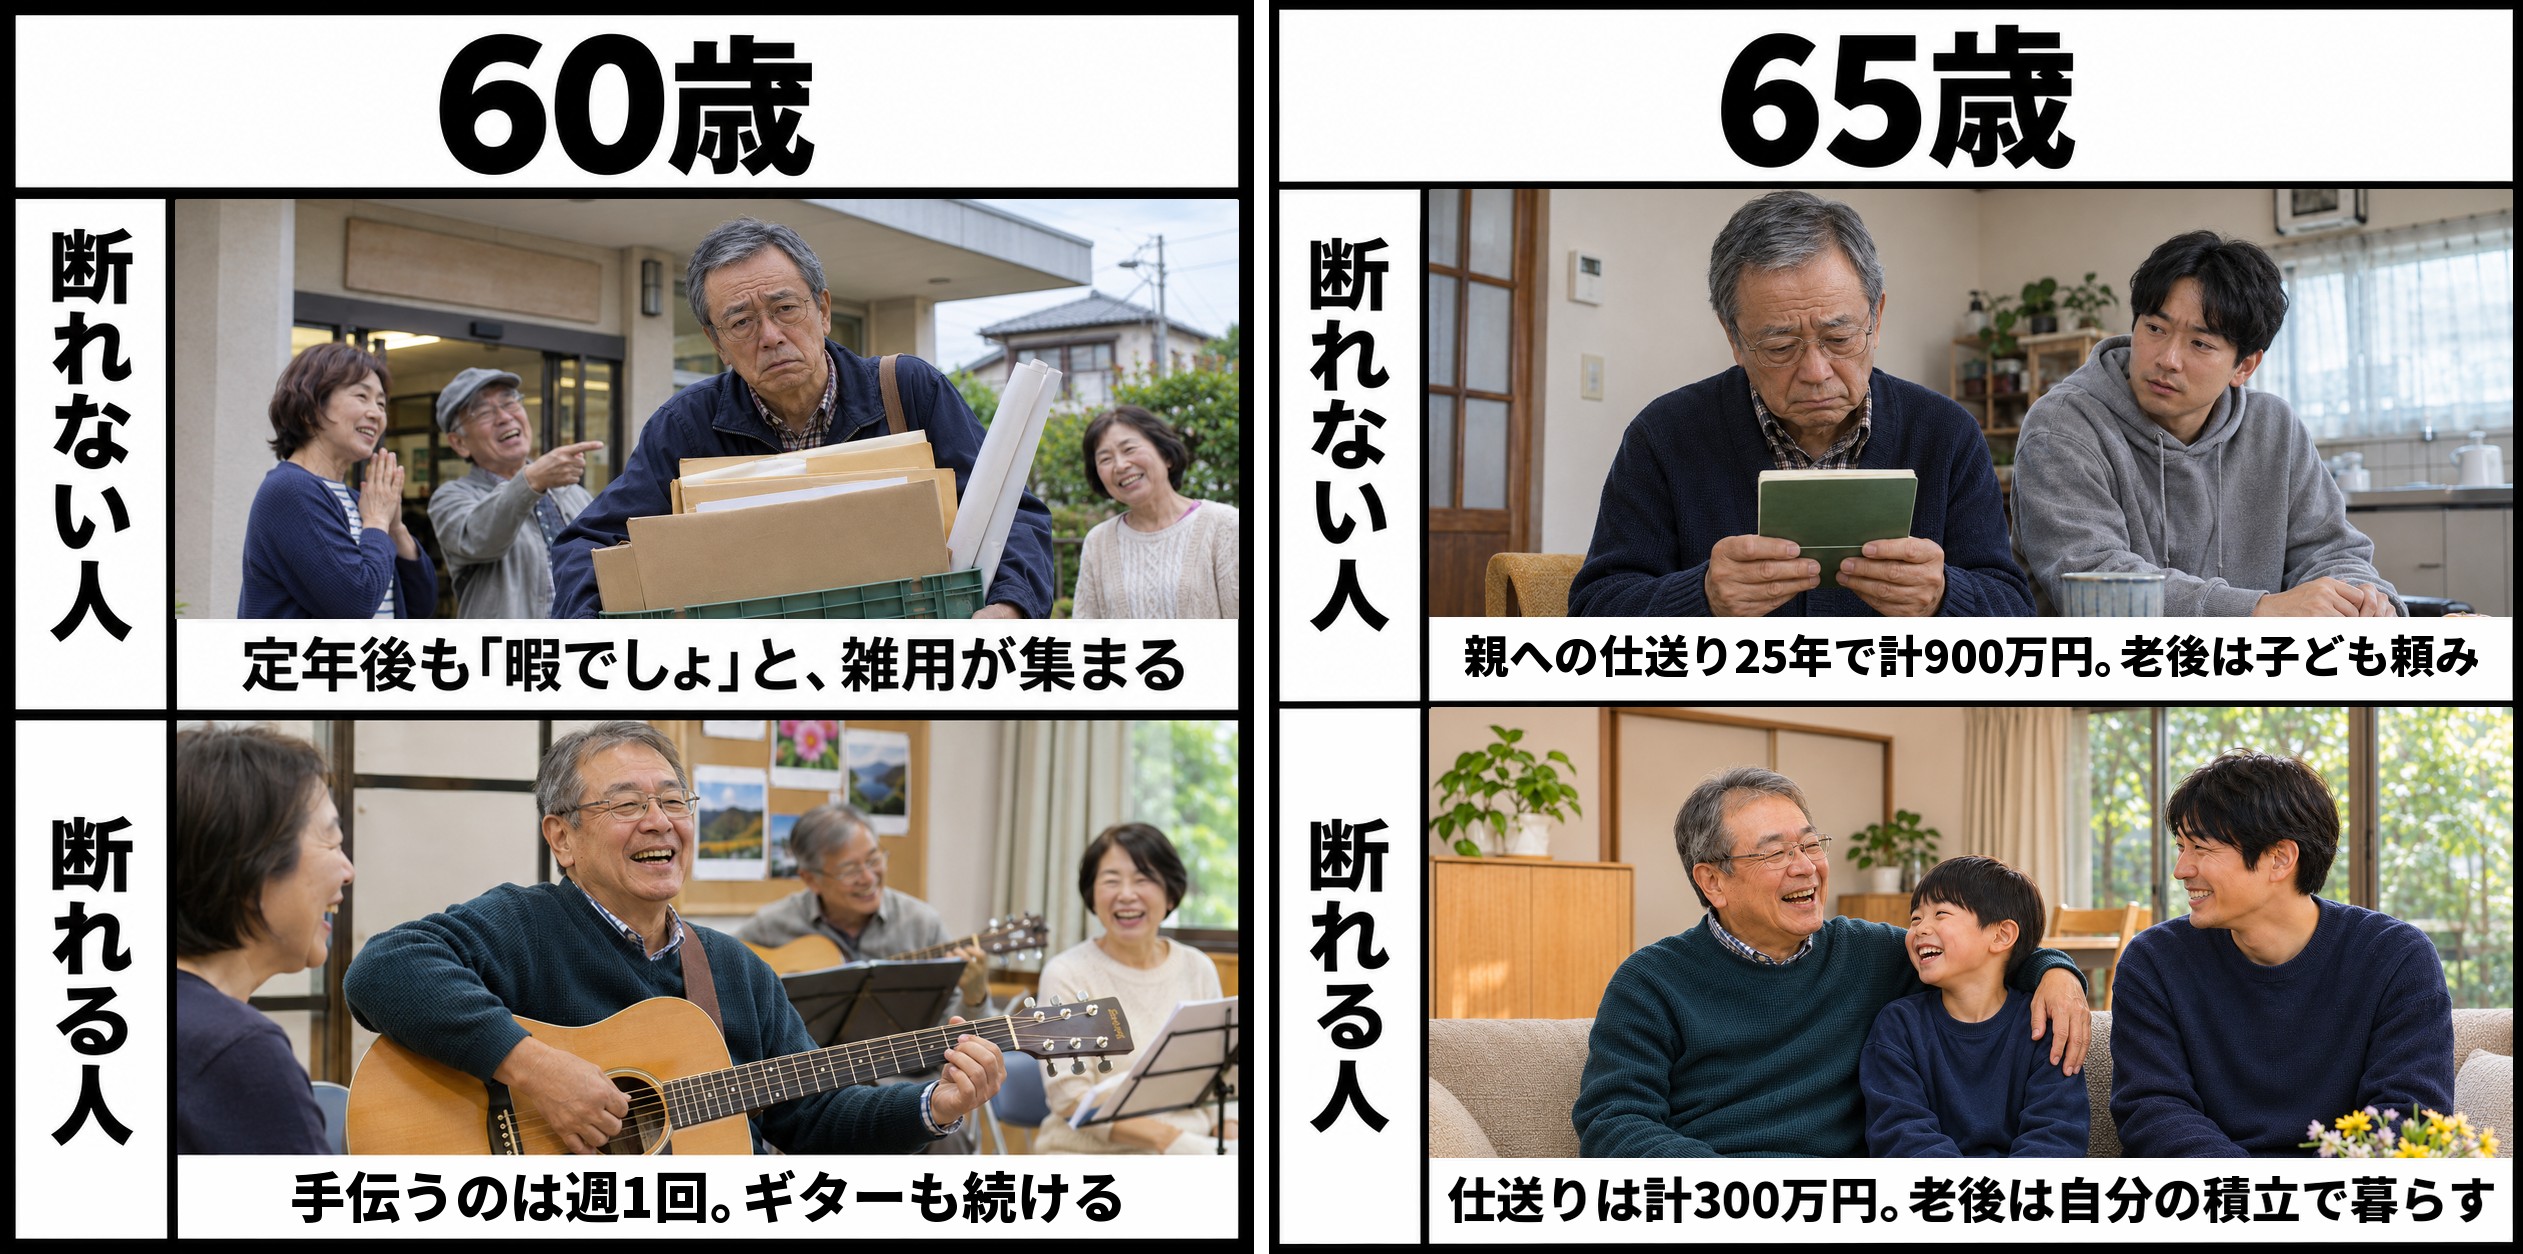 60歳
断れない人
定年後も「暇でしょ」と、雑用が集まる
断れる人
手伝うのは週1回。ギターも続ける
65歳
断れない人
親への仕送り25年で計900万円。老後は子ども頼み
断れる人
仕送りは計300万円。老後は自分の積立で暮らす